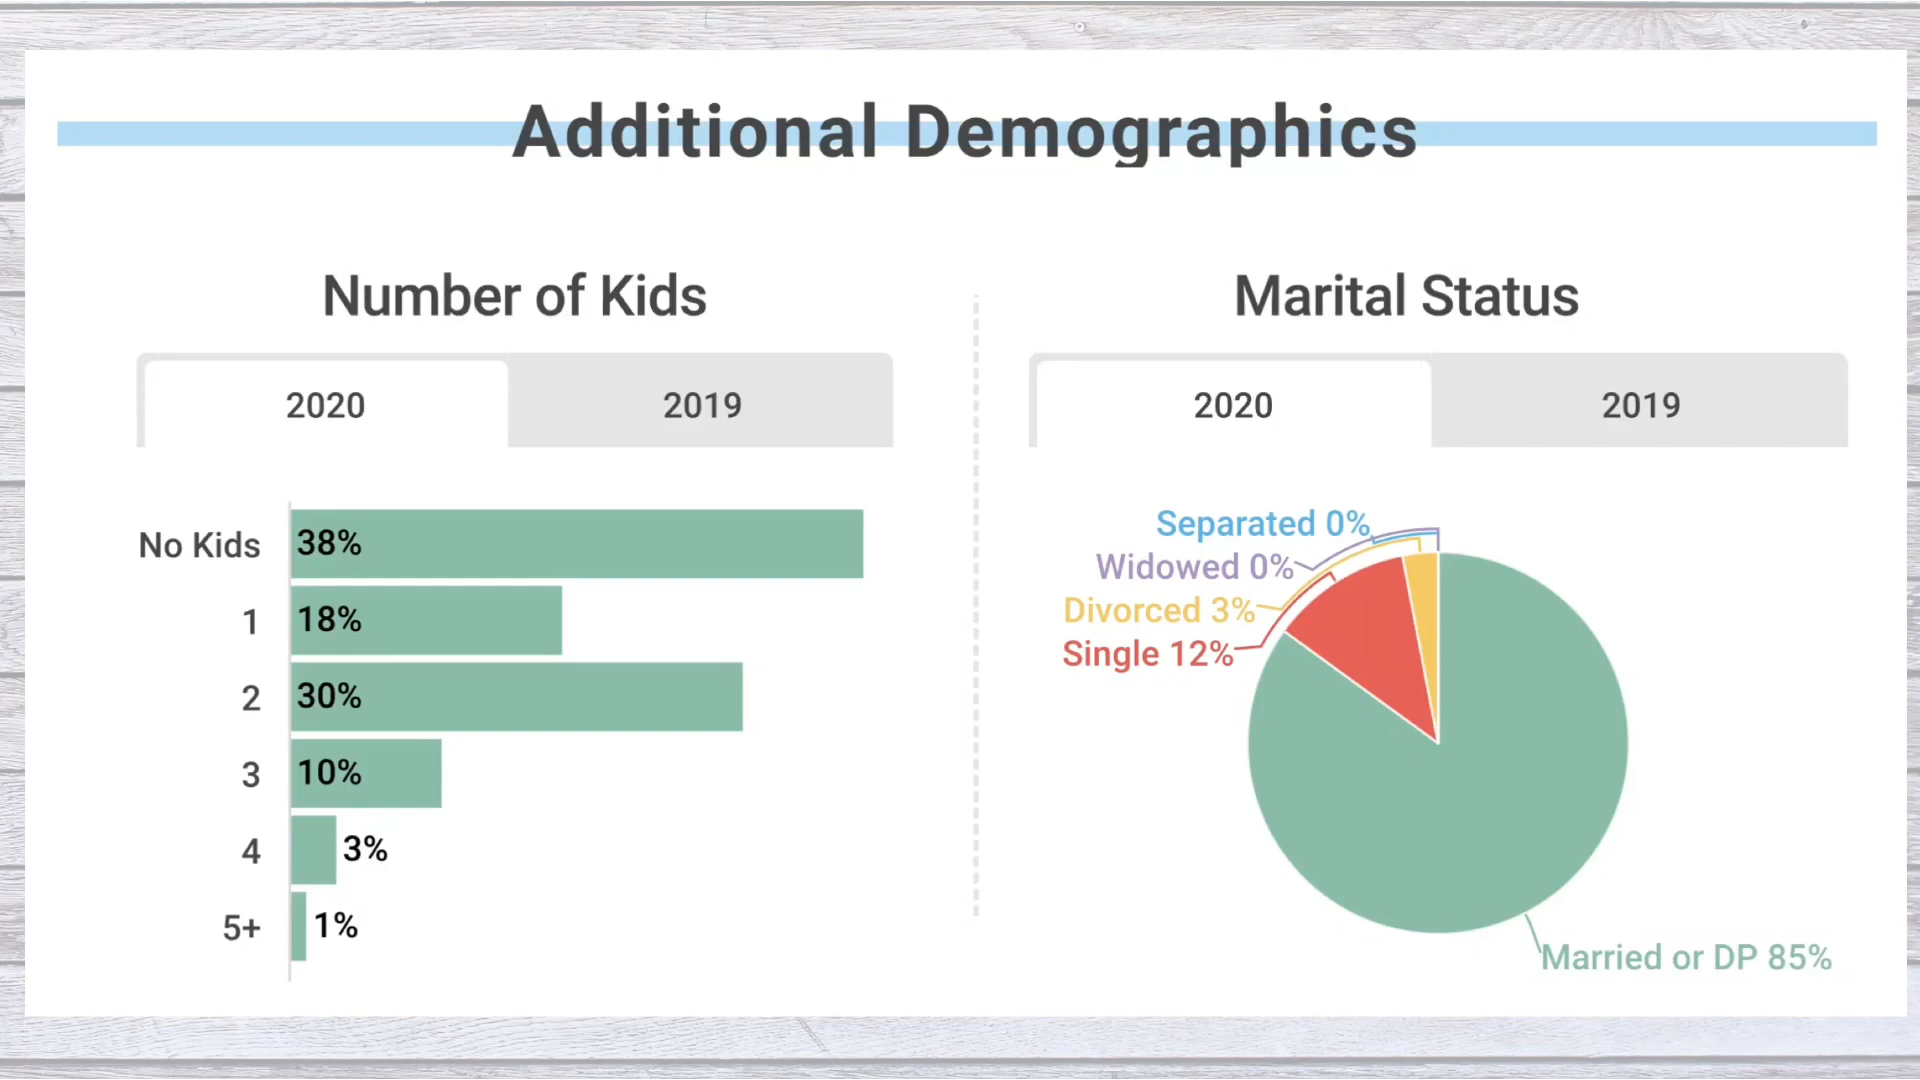 Additional Demographics
Number of Kids
2020
2019
No Kids 38%
1 18%
2 30%
3 10%
4 3%
5+ 1%
Marital Status
2020
2019
Separated 0%
Widowed 0%
Divorced 3%
Single 12%
Married or DP 85%